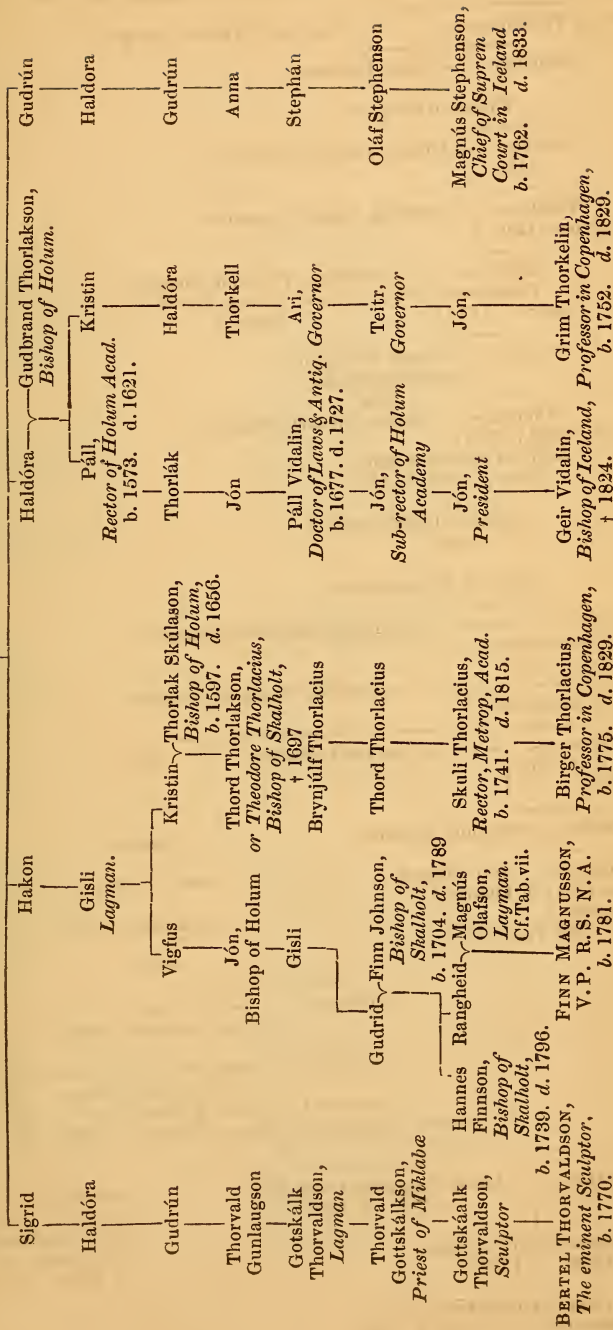 Sigrid
Haldóra
Gudrún
Thorvald
Gunlaugson
Gotskálk
Thorvaldson,
Lagman
Thorvald
Gottskálkson,
Priest of Miklabæ
Gottskáalk
Thorvaldson,
Sculptor
BERTEL THORVALDSON,
The eminent Sculptor,
b. 1770.
Hakon
Gisli
Lagman.
Vigfus
Jón,
Bishop of Holum
Gisli
Gudrid Finn Johnson,
Bishop of
Skalholt,
b. 1704. d. 1789
Hannes
Finnson,
Bishop of
Skalholt,
b. 1739. d. 1796.
Rangheid Magnús
Olafson,
Layman.
Cf. Tab. vii.
FINN MAGNUSSON,
V. P. R. S. N. A.
b. 1781.
Kristin Thorlak Skúlason,
Bishop of Holum,
b. 1597. d. 1656.
Thord Thorlakson,
or Theodore Thorlacius,
Bishop of Skalholt,
† 1697
Brynjúlf Thorlacius
Thord Thorlacius
Skuli Thorlacius,
Rector, Metrop, Acad.
b. 1741. d. 1815.
Birger Thorlacius,
Professor in Copenhagen,
b. 1775. d. 1829.
Haldóra Gudbrand Thorlakson,
Bishop of Holum.
Páll,
Rector of Holum Acad.
b. 1573. d. 1621.
Thorlák
Jón
Páll Vidalin,
Doctor of Laws & Antiq.
b. 1677. d. 1727.
Jón,
Sub-rector of Holum
Academy
Jón,
President
Geir Vidalin,
Bishop of Iceland,
† 1824.
Kristin
Haldóra
Thorkell
Ari,
Governor
Teitr,
Governor
Jón,
Grim Thorkelin,
Professor in Copenhagen,
b. 1752. d. 1829.
Gudrún
Haldora
Gudrún
Anna
Stephán
Oláf Stephenson
Magnús Stephenson,
Chief of Suprem
Court in Iceland
b. 1762. d. 1833.